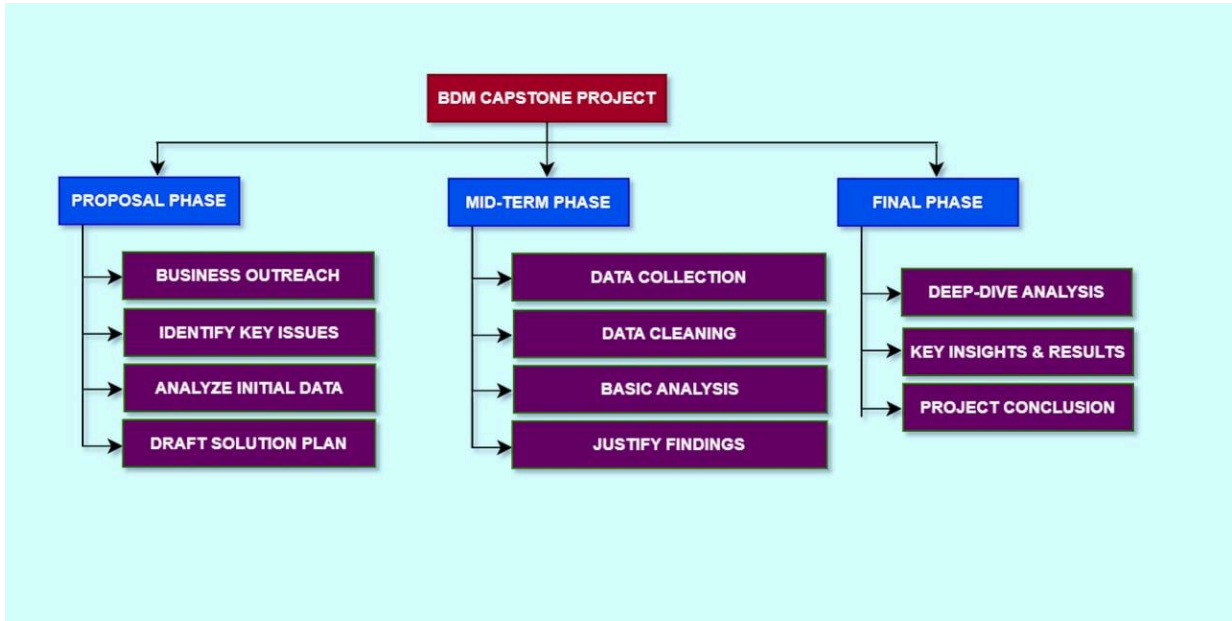 BDM CAPSTONE PROJECT
PROPOSAL PHASE
BUSINESS OUTREACH
IDENTIFY KEY ISSUES
ANALYZE INITIAL DATA
DRAFT SOLUTION PLAN
MID-TERM PHASE
DATA COLLECTION
DATA CLEANING
BASIC ANALYSIS
JUSTIFY FINDINGS
FINAL PHASE
DEEP-DIVE ANALYSIS
KEY INSIGHTS & RESULTS
PROJECT CONCLUSION